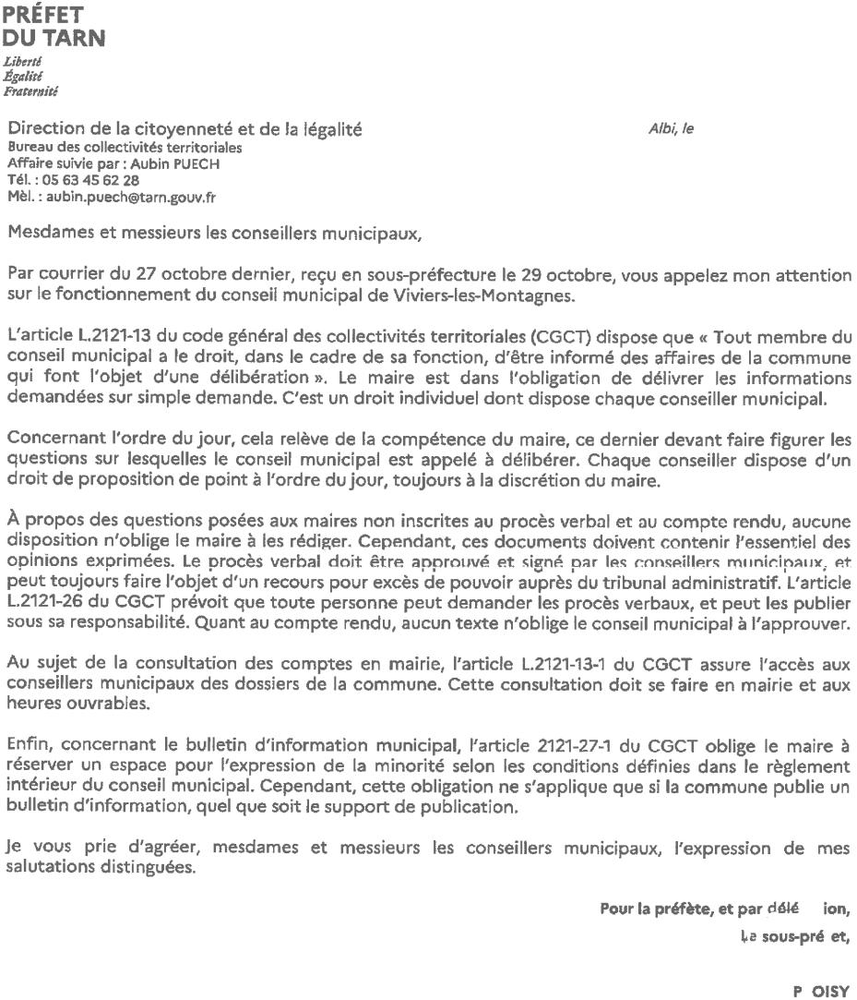 PRÉFET
DU TARN
Liberté
Égalité
Fraternité
Direction de la citoyenneté et de la légalité
Albi, le
Bureau des collectivités territoriales
Affaire suivie par : Aubin PUECH
Tél. : 05 63 45 62 28
Mèl. : aubin.puech@tarn.gouv.fr
Mesdames et messieurs les conseillers municipaux,
Par courrier du 27 octobre dernier, reçu en sous-préfecture le 29 octobre, vous appelez mon attention
sur le fonctionnement du conseil municipal de Viviers-les-Montagnes.
L'article L.2121-13 du code général des collectivités territoriales (CGCT) dispose que « Tout membre du
conseil municipal a le droit, dans le cadre de sa fonction, d'être informé des affaires de la commune
qui font l'objet d'une délibération ». Le maire est dans l'obligation de délivrer les informations
demandées sur simple demande. C'est un droit individuel dont dispose chaque conseiller municipal.
Concernant l'ordre du jour, cela relève de la compétence du maire, ce dernier devant faire figurer les
questions sur lesquelles le conseil municipal est appelé à délibérer. Chaque conseiller dispose d'un
droit de proposition de point à l'ordre du jour, toujours à la discrétion du maire.
À propos des questions posées aux maires non inscrites au procès verbal et au compte rendu, aucune
disposition n'oblige le maire à les rédiger. Cependant, ces documents doivent contenir l'essentiel des
opinions exprimées. Le procès verbal doit être approuvé et signé par les conseillers municipaux, et
peut toujours faire l'objet d'un recours pour excès de pouvoir auprès du tribunal administratif. L'article
L.2121-26 du CGCT prévoit que toute personne peut demander les procès verbaux, et peut les publier
sous sa responsabilité. Quant au compte rendu, aucun texte n'oblige le conseil municipal à l'approuver.
Au sujet de la consultation des comptes en mairie, l'article L.2121-13-1 du CGCT assure l'accès aux
conseillers municipaux des dossiers de la commune. Cette consultation doit se faire en mairie et aux
heures ouvrables.
Enfin, concernant le bulletin d'information municipal, l'article 2121-27-1 du CGCT oblige le maire à
réserver un espace pour l'expression de la minorité selon les conditions définies dans le règlement
intérieur du conseil municipal. Cependant, cette obligation ne s'applique que si la commune publie un
bulletin d'information, quel que soit le support de publication.
Je vous prie d'agréer, mesdames et messieurs les conseillers municipaux, l'expression de mes
salutations distinguées.
Pour la préfète, et par délé ion,
sous-pré et,
P OISY